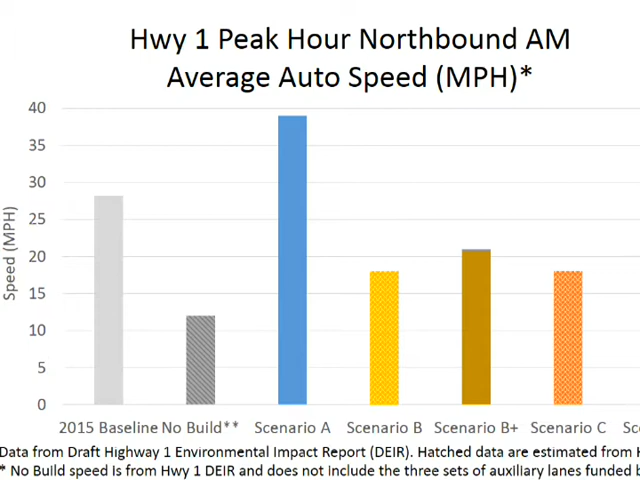 Hwy 1 Peak Hour Northbound AM
Average Auto Speed (MPH)*
40
35
30
25
20
15
10
5
0
Speed (MPH)
2015 Baseline No Build** Scenario A Scenario B Scenario B+ Scenario C
Data from Draft Highway 1 Environmental Impact Report (DEIR). Hatched data are estimated from
* No Build speed is from Hwy 1 DEIR and does not include the three sets of auxiliary lanes funded